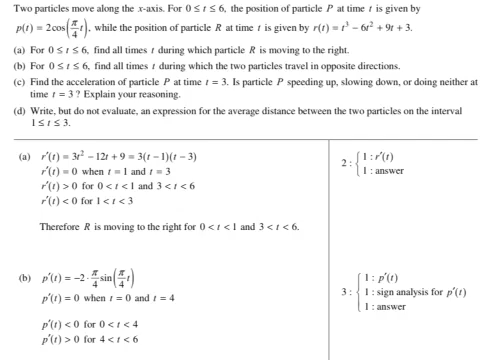 Two particles move along the x-axis. For 0 ≤ t ≤ 6, the position of particle P at time t is given by
p(t) = 2cos(π/4 t), while the position of particle R at time t is given by r(t) = t³ − 6t² + 9t + 3.
(a) For 0 ≤ t ≤ 6, find all times t during which particle R is moving to the right.
(b) For 0 ≤ t ≤ 6, find all times t during which the two particles travel in opposite directions.
(c) Find the acceleration of particle P at time t = 3. Is particle P speeding up, slowing down, or doing neither at
time t = 3 ? Explain your reasoning.
(d) Write, but do not evaluate, an expression for the average distance between the two particles on the interval
1 ≤ t ≤ 3.
(a) r′(t) = 3t² − 12t + 9 = 3(t − 1)(t − 3)
r′(t) = 0 when t = 1 and t = 3
r′(t) > 0 for 0 < t < 1 and 3 < t < 6
r′(t) < 0 for 1 < t < 3
Therefore R is moving to the right for 0 < t < 1 and 3 < t < 6.
2 : { 1 : r′(t)
1 : answer
(b) p′(t) = −2 · π/4 sin(π/4 t)
p′(t) = 0 when t = 0 and t = 4
p′(t) < 0 for 0 < t < 4
p′(t) > 0 for 4 < t < 6
3 : { 1 : p′(t)
1 : sign analysis for p′(t)
1 : answer